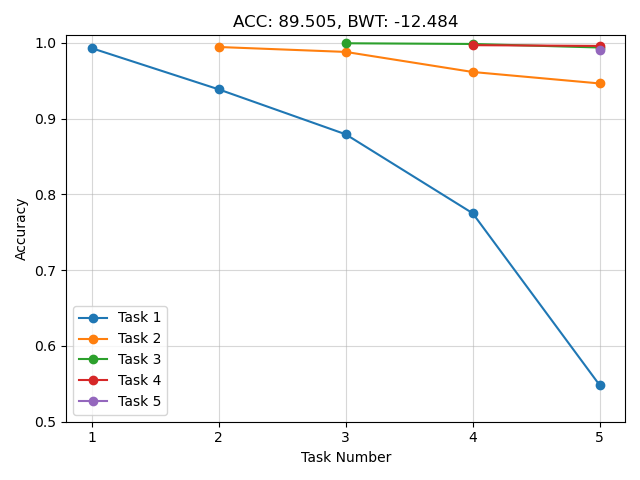 ACC: 89.505, BWT: -12.484
1.0
0.9
0.8
0.7
0.6
0.5
Accuracy
Task 1
Task 2
Task 3
Task 4
Task 5
1 2 3 4 5
Task Number